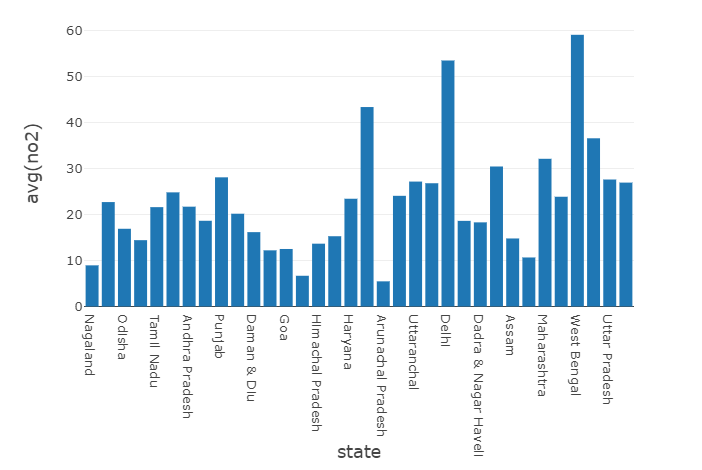 60
50
40
30
20
10
0
avg(no2)
Nagaland
Odisha
Tamil Nadu
Andhra Pradesh
Punjab
Daman & Diu
Goa
Himachal Pradesh
Haryana
Arunachal Pradesh
Uttaranchal
Delhi
Dadra & Nagar Haveli
Assam
Maharashtra
West Bengal
Uttar Pradesh
state